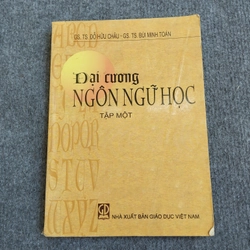 GS. TS. ĐỖ HỮU CHÂU - GS. TS. BÙI MINH TOÁN
Đại cương
NGÔN NGỮ HỌC
TẬP MỘT
NHÀ XUẤT BẢN GIÁO DỤC VIỆT NAM